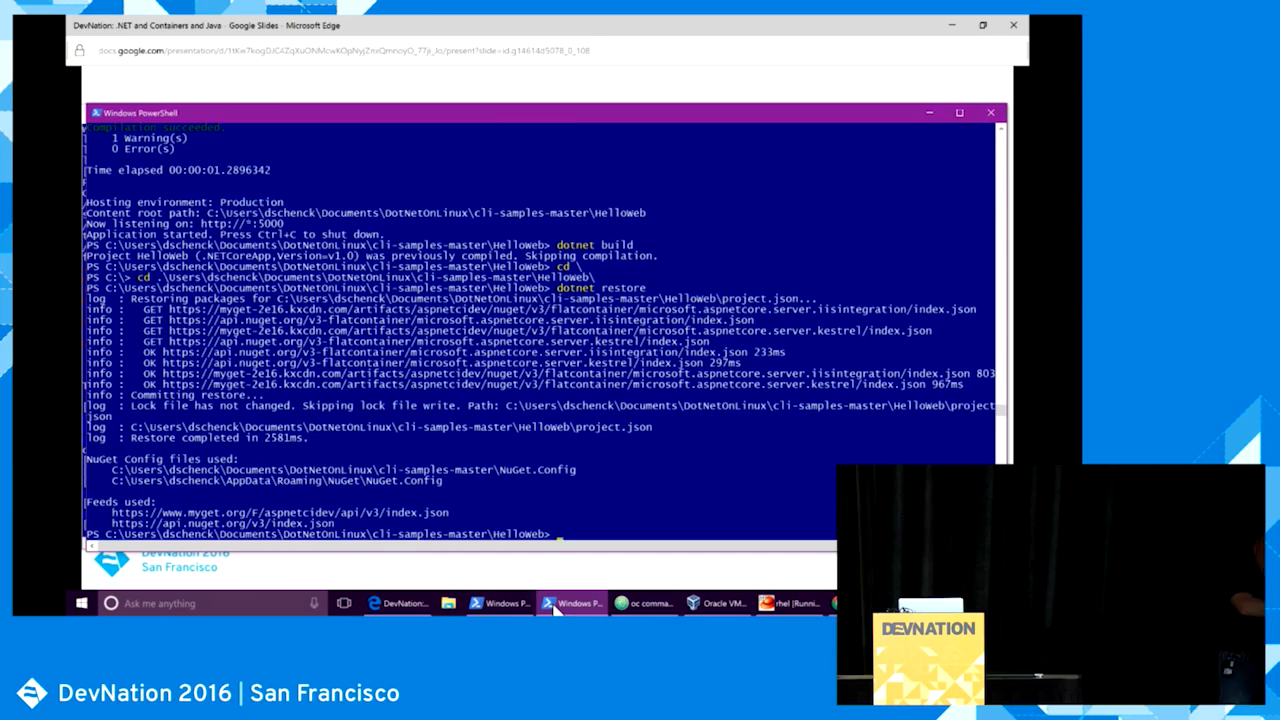 DevNation: .NET and Containers and Java - Google Slides - Microsoft Edge
Windows PowerShell
Compilation succeeded.
1 Warning(s)
0 Error(s)
Time elapsed 00:00:01.2896342
Hosting environment: Production
Content root path: C:\Users\dschenck\Documents\DotNetOnLinux\cli-samples-master\HelloWeb
Now listening on: http://*:5000
Application started. Press Ctrl+C to shut down.
PS C:\Users\dschenck\Documents\DotNetOnLinux\cli-samples-master\HelloWeb> dotnet build
Project HelloWeb (.NETCoreApp,Version=v1.0) was previously compiled. Skipping compilation.
PS C:\Users\dschenck\Documents\DotNetOnLinux\cli-samples-master\HelloWeb> cd \
PS C:\> cd .\Users\dschenck\Documents\DotNetOnLinux\cli-samples-master\HelloWeb\
PS C:\Users\dschenck\Documents\DotNetOnLinux\cli-samples-master\HelloWeb> dotnet restore
log : Restoring packages for C:\Users\dschenck\Documents\DotNetOnLinux\cli-samples-master\HelloWeb\project.json...
info : GET https://myget-2e16.kxcdn.com/artifacts/aspnetcidev/nuget/v3/flatcontainer/microsoft.aspnetcore.server.iisintegration/index.json
info : GET https://api.nuget.org/v3-flatcontainer/microsoft.aspnetcore.server.iisintegration/index.json
info : GET https://myget-2e16.kxcdn.com/artifacts/aspnetcidev/nuget/v3/flatcontainer/microsoft.aspnetcore.server.kestrel/index.json
info : GET https://api.nuget.org/v3-flatcontainer/microsoft.aspnetcore.server.kestrel/index.json
info : OK https://api.nuget.org/v3-flatcontainer/microsoft.aspnetcore.server.iisintegration/index.json 233ms
info : OK https://api.nuget.org/v3-flatcontainer/microsoft.aspnetcore.server.kestrel/index.json 297ms
info : OK https://myget-2e16.kxcdn.com/artifacts/aspnetcidev/nuget/v3/flatcontainer/microsoft.aspnetcore.server.iisintegration/index.json 803
info : OK https://myget-2e16.kxcdn.com/artifacts/aspnetcidev/nuget/v3/flatcontainer/microsoft.aspnetcore.server.kestrel/index.json 967ms
info : Committing restore...
log : Lock file has not changed. Skipping lock file write. Path: C:\Users\dschenck\Documents\DotNetOnLinux\cli-samples-master\HelloWeb\project
json
log : C:\Users\dschenck\Documents\DotNetOnLinux\cli-samples-master\HelloWeb\project.json
log : Restore completed in 2581ms.
NuGet Config files used:
C:\Users\dschenck\Documents\DotNetOnLinux\cli-samples-master\NuGet.Config
C:\Users\dschenck\AppData\Roaming\NuGet\NuGet.Config
Feeds used:
https://www.myget.org/F/aspnetcidev/api/v3/index.json
https://api.nuget.org/v3/index.json
PS C:\Users\dschenck\Documents\DotNetOnLinux\cli-samples-master\HelloWeb>
DevNation 2016
San Francisco
Ask me anything
DevNation:...
Windows P...
Windows P...
oc comma...
Oracle VM...
rhel [Runni...
DEVNATION
DevNation 2016 | San Francisco